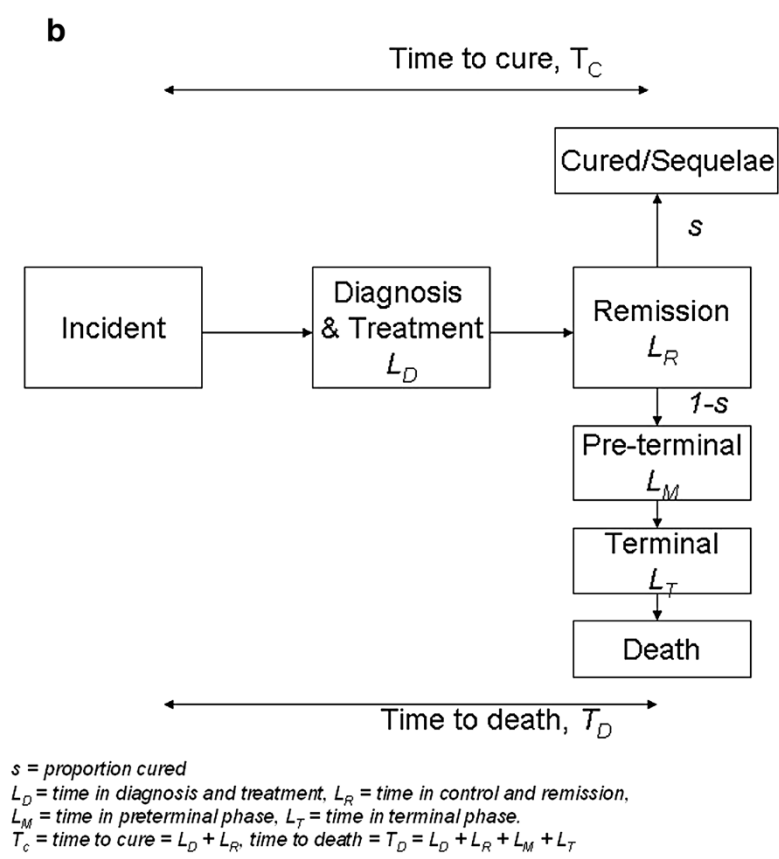 b
Time to cure, T_C
Cured/Sequelae
s
Incident
Diagnosis
& Treatment
L_D
Remission
L_R
1-s
Pre-terminal
L_M
Terminal
L_T
Death
Time to death, T_D
s = proportion cured
L_D = time in diagnosis and treatment, L_R = time in control and remission,
L_M = time in preterminal phase, L_T = time in terminal phase.
T_c = time to cure = L_D + L_R, time to death = T_D = L_D + L_R + L_M + L_T